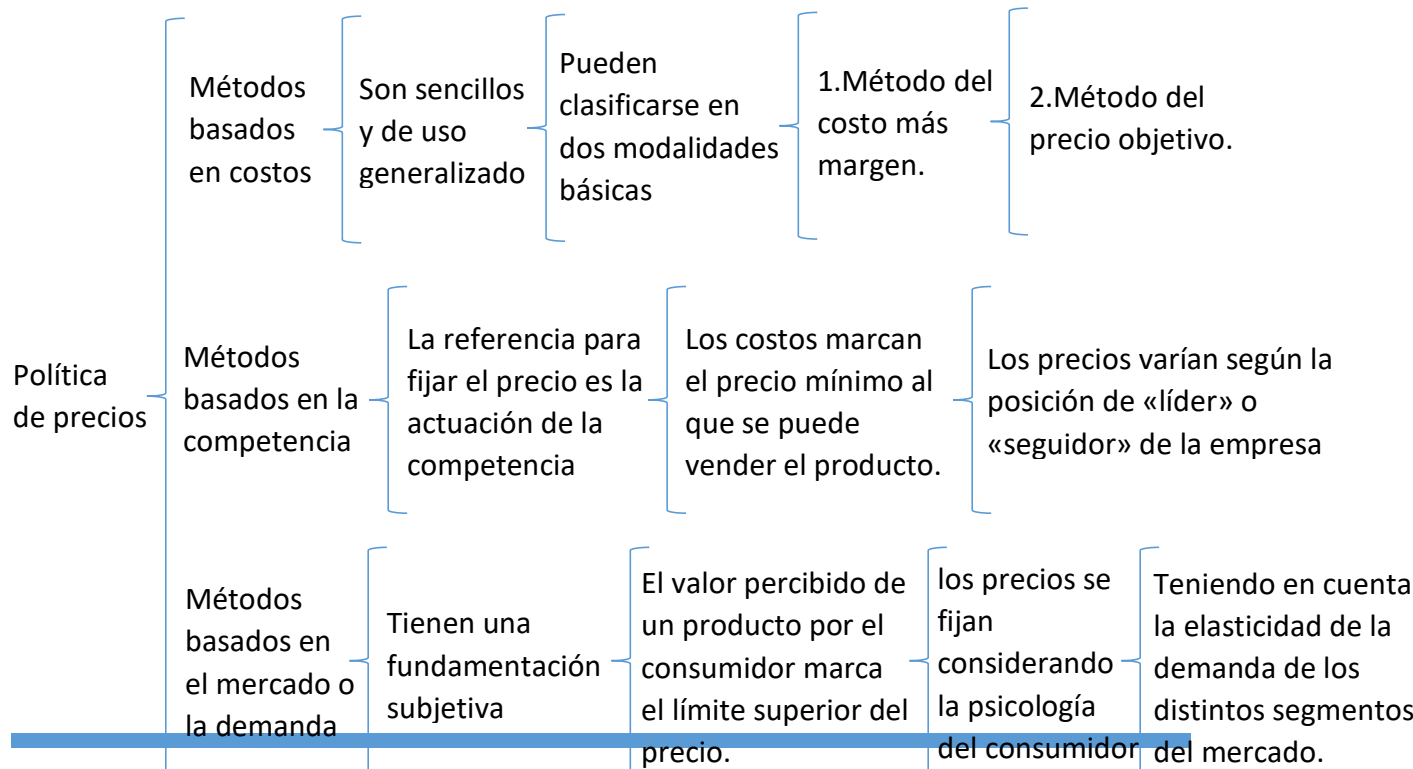 Política
de precios
Métodos
basados
en costos
Son sencillos
y de uso
generalizado
Pueden
clasificarse en
dos modalidades
básicas
1.Método del
costo más
margen.
2.Método del
precio objetivo.
Métodos
basados en la
competencia
La referencia para
fijar el precio es la
actuación de la
competencia
Los costos marcan
el precio mínimo al
que se puede
vender el producto.
Los precios varían según la
posición de «líder» o
«seguidor» de la empresa
Métodos
basados en
el mercado o
la demanda
Tienen una
fundamentación
subjetiva
El valor percibido de
un producto por el
consumidor marca
el límite superior del
precio.
los precios se
fijan
considerando
la psicología
del consumidor
Teniendo en cuenta
la elasticidad de la
demanda de los
distintos segmentos
del mercado.